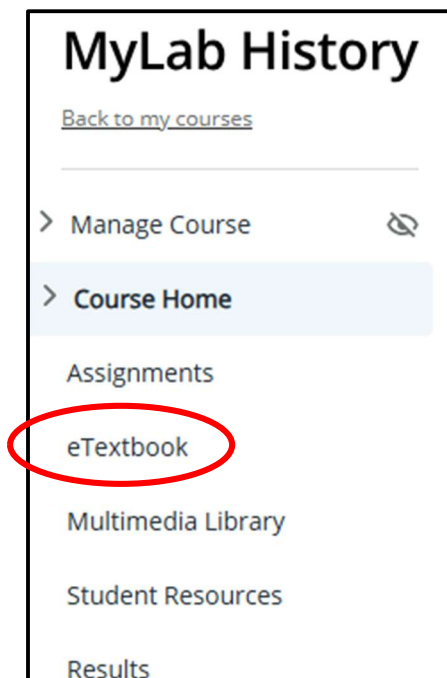 MyLab History
Back to my courses
Manage Course
Course Home
Assignments
eTextbook
Multimedia Library
Student Resources
Results